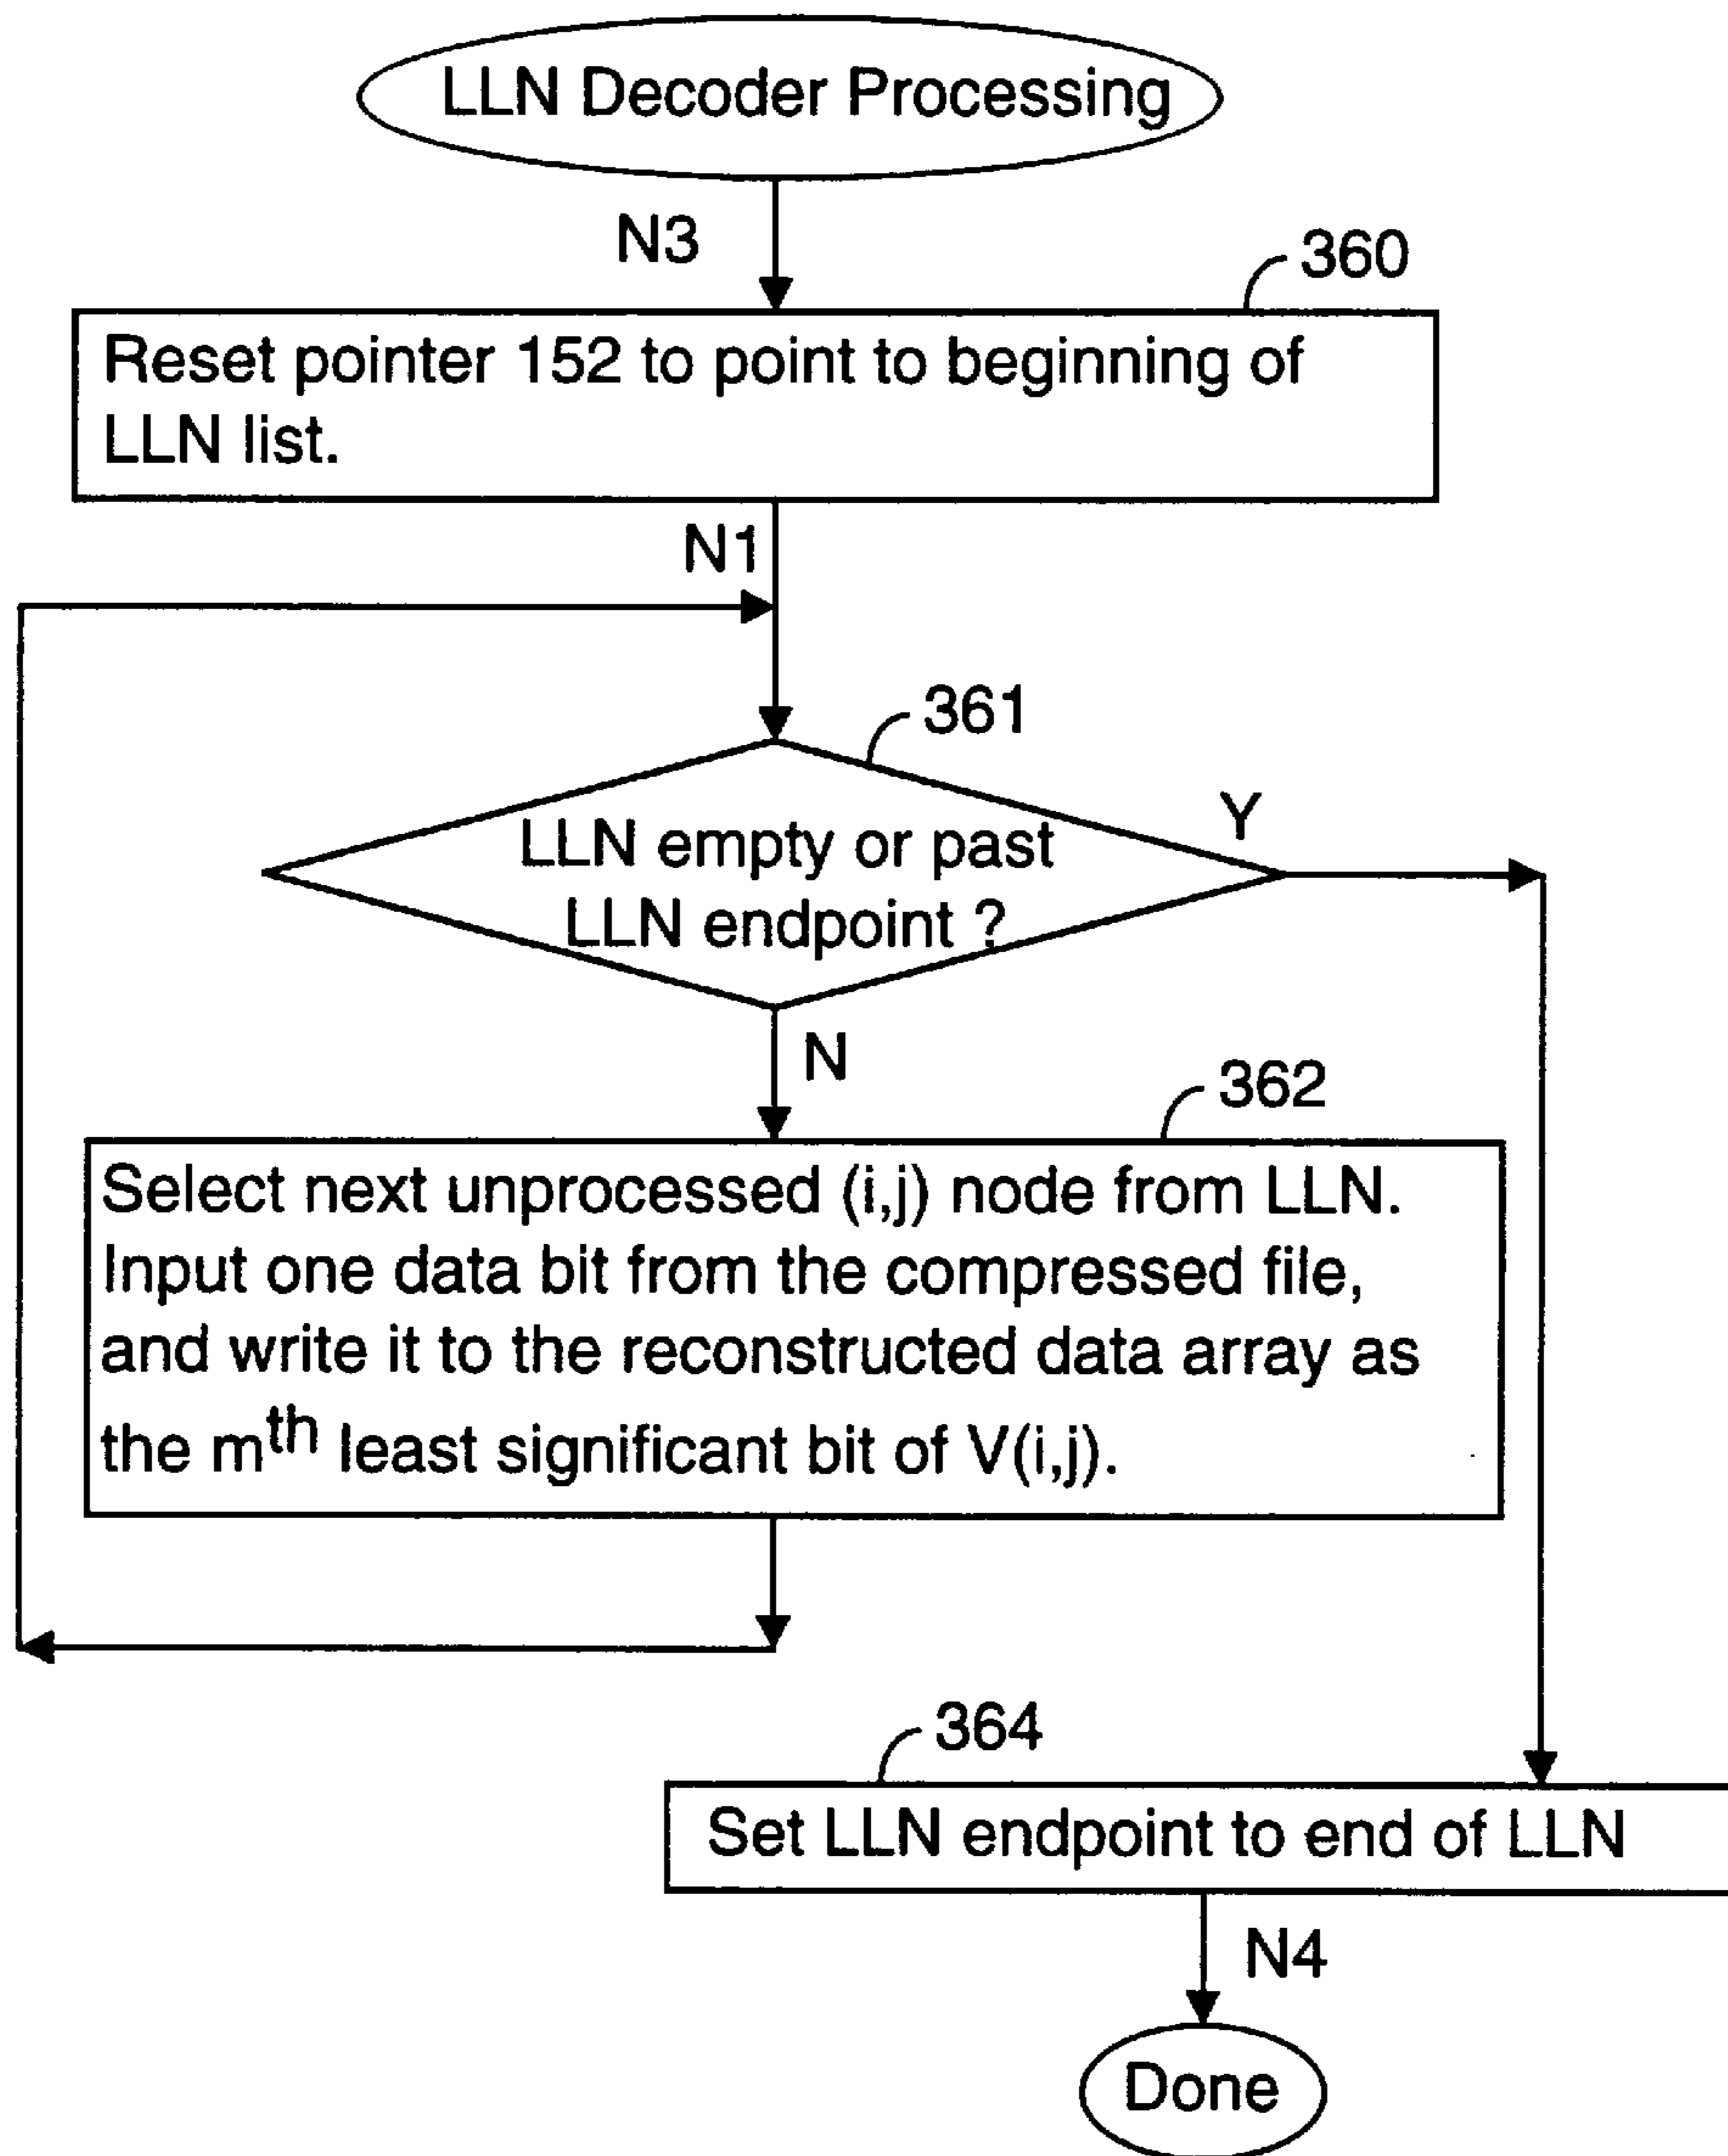 LLN Decoder Processing
N3
360
Reset pointer 152 to point to beginning of
LLN list.
N1
361
LLN empty or past
LLN endpoint ?
Y
N
362
Select next unprocessed (i,j) node from LLN.
Input one data bit from the compressed file,
and write it to the reconstructed data array as
the mth least significant bit of V(i,j).
364
Set LLN endpoint to end of LLN
N4
Done